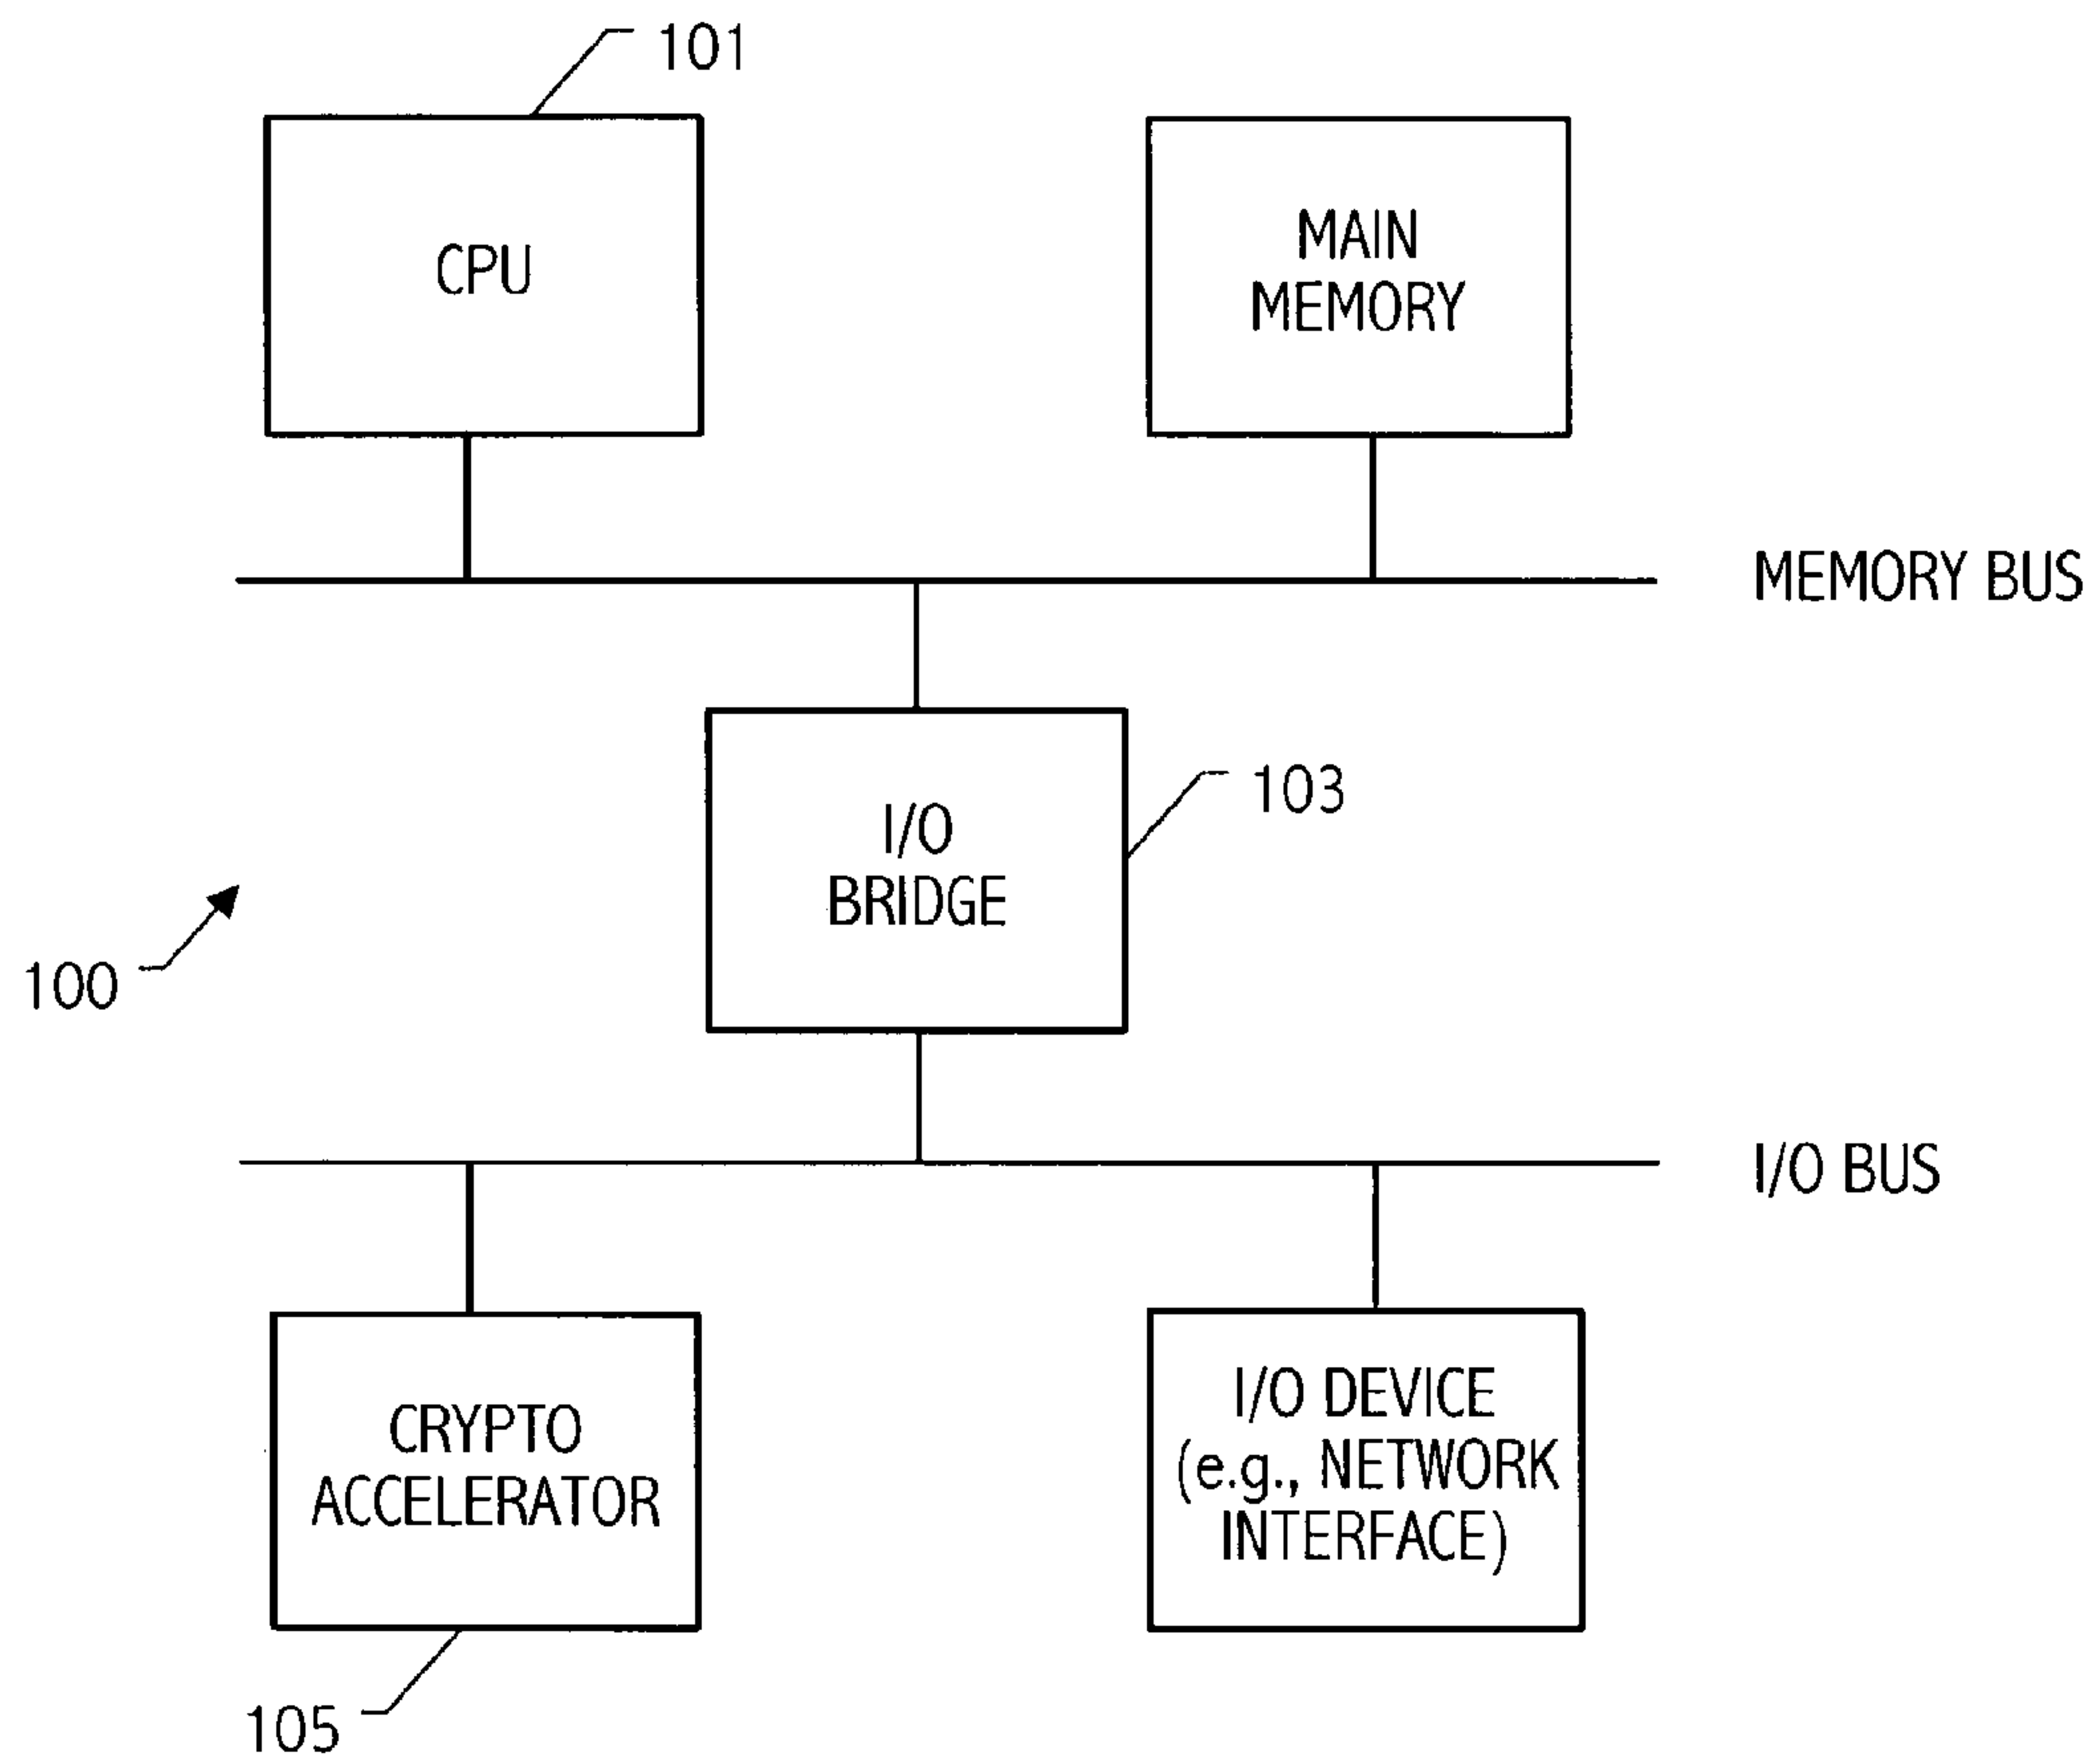 101
CPU
MAIN
MEMORY
MEMORY BUS
I/O
BRIDGE
103
100
I/O BUS
CRYPTO
ACCELERATOR
I/O DEVICE
(e.g., NETWORK
INTERFACE)
105